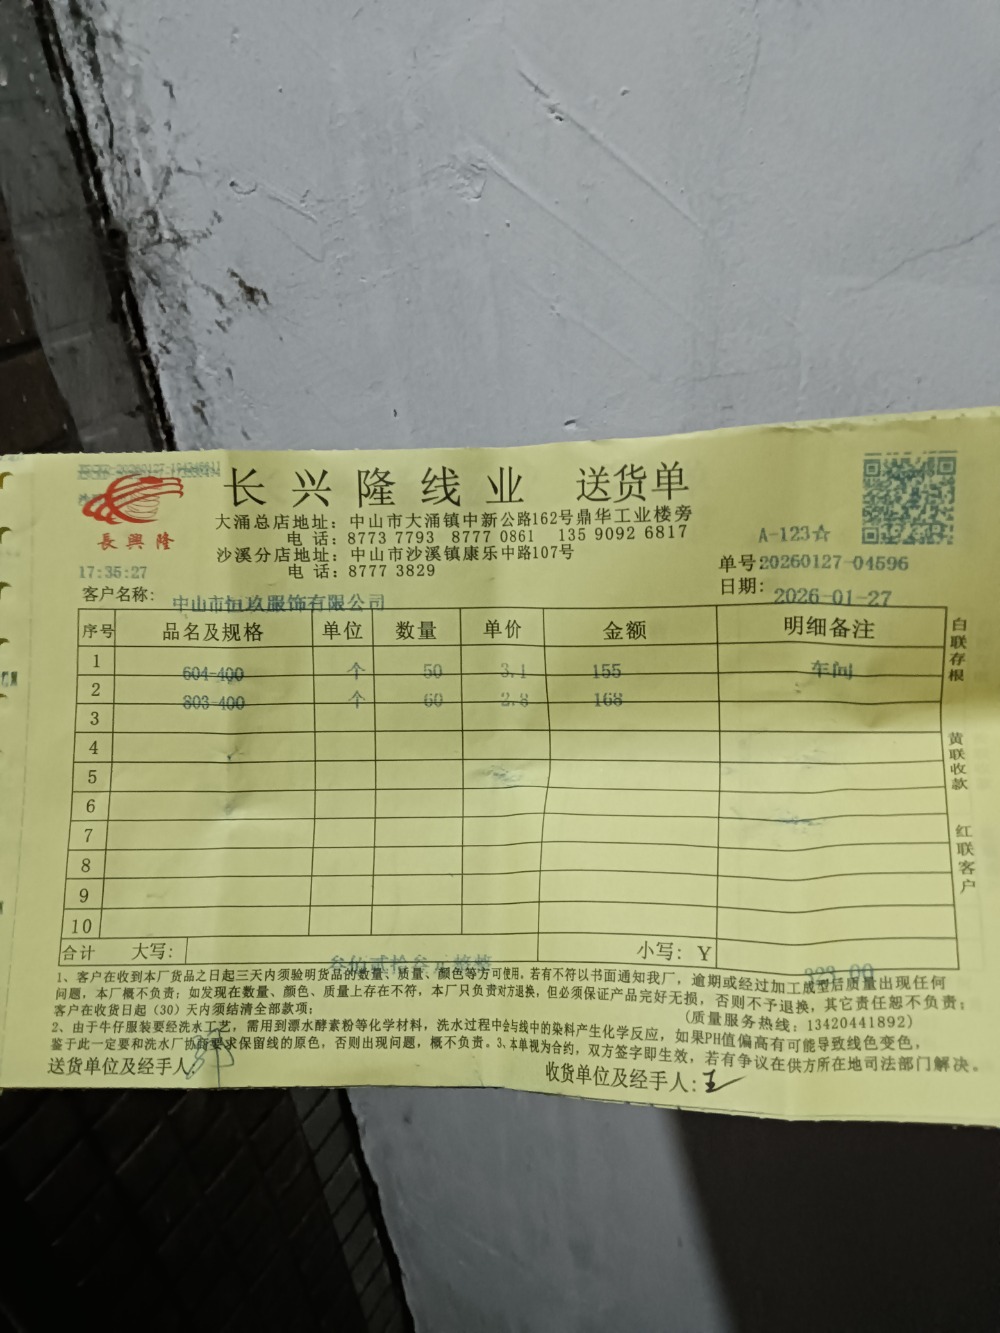 长兴隆线业 送货单
長興隆
大涌总店地址：中山市大涌镇中新公路162号鼎华工业楼旁
电话：8773 7793 8777 0861 135 9092 6817
沙溪分店地址：中山市沙溪镇康乐中路107号
电话：8777 3829
A-123☆
17:35:27
单号20260127-04596
客户名称：中山市恒玖服饰有限公司
日期：2026-01-27
序号 品名及规格 单位 数量 单价 金额 明细备注
1 604-400 个 50 3.1 155 车间
2 803-400 个 60 2.8 168
3
4
5
6
7
8
9
10
合计 大写：叁佰贰拾叁元整 小写：Y 323.00
白联存根
黄联收款
红联客户
1、客户在收到本厂货品之日起三天内须验明货品的数量、质量、颜色等方可使用，若有不符以书面通知我厂，逾期或经过加工成型后质量出现任何
问题，本厂概不负责；如发现在数量、颜色、质量上存在不符，本厂只负责对方退换，但必须保证产品完好无损，否则不予退换，其它责任恕不负责；
客户在收货日起（30）天内须结清全部款项； (质量服务热线：13420441892)
2、由于牛仔服装要经洗水工艺，需用到漂水酵素粉等化学材料，洗水过程中会与线中的染料产生化学反应，如果PH值偏高有可能导致线色变色，
鉴于此一定要和洗水厂协商要求保留线的原色，否则出现问题，概不负责。3、本单视为合约，双方签字即生效，若有争议在供方所在地司法部门解决。
送货单位及经手人：
收货单位及经手人：王